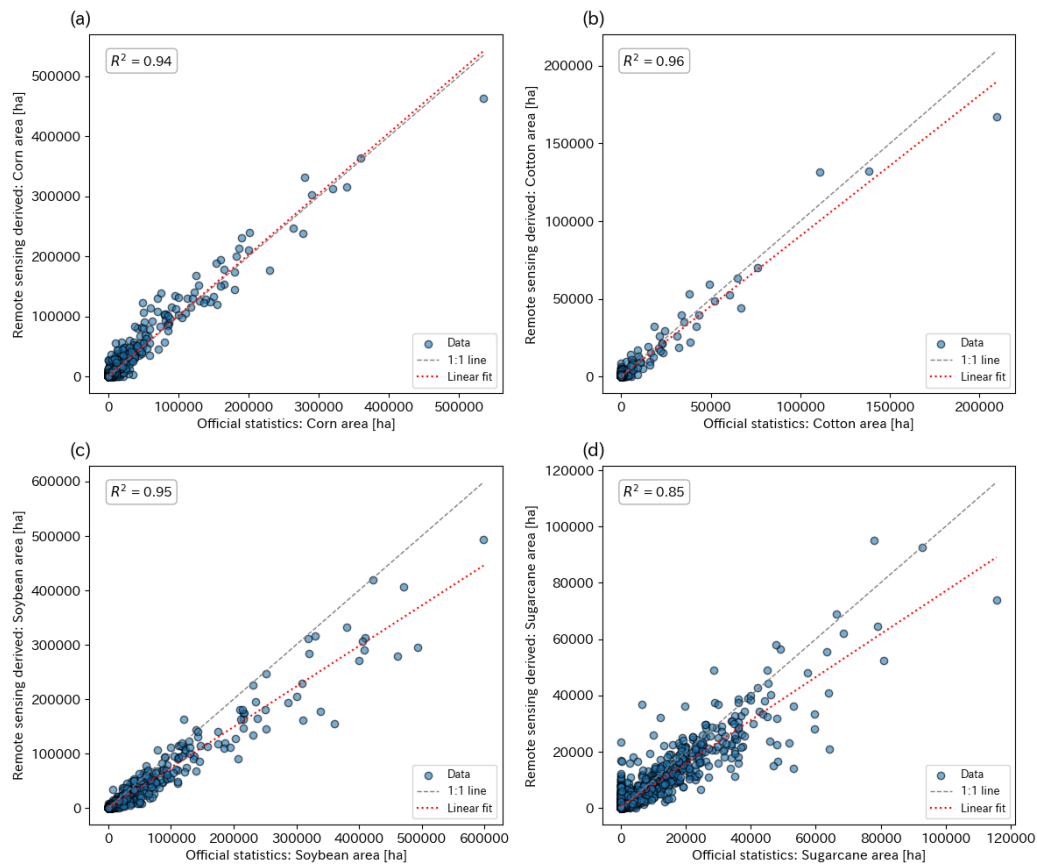 (a)
R² = 0.94
500000
400000
300000
200000
100000
0
Remote sensing derived: Corn area [ha]
Data
1:1 line
Linear fit
0
100000
200000
300000
400000
500000
Official statistics: Corn area [ha]
(b)
R² = 0.96
200000
150000
100000
50000
0
Remote sensing derived: Cotton area [ha]
Data
1:1 line
Linear fit
0
50000
100000
150000
200000
Official statistics: Cotton area [ha]
(c)
R² = 0.95
600000
500000
400000
300000
200000
100000
0
Remote sensing derived: Soybean area [ha]
Data
1:1 line
Linear fit
0
100000
200000
300000
400000
500000
600000
Official statistics: Soybean area [ha]
(d)
R² = 0.85
120000
100000
80000
60000
40000
20000
0
Remote sensing derived: Sugarcane area [ha]
Data
1:1 line
Linear fit
0
20000
40000
60000
80000
100000
120000
Official statistics: Sugarcane area [ha]